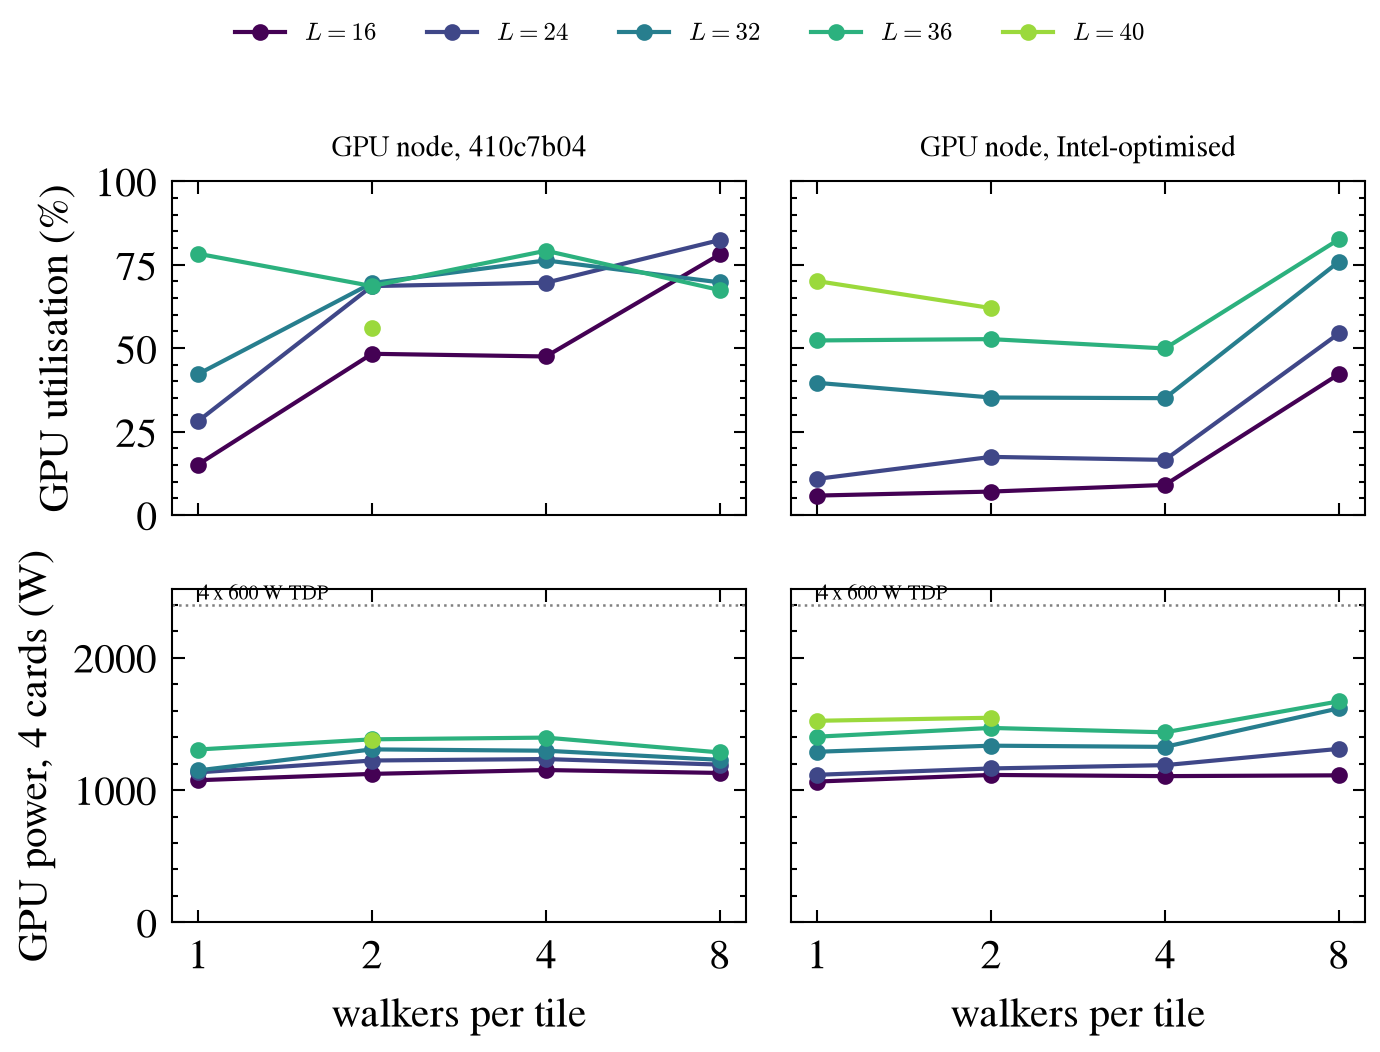 L = 16 L = 24 L = 32 L = 36 L = 40
GPU node, 410c7b04
GPU node, Intel-optimised
GPU utilisation (%)
100
75
50
25
0
GPU power, 4 cards (W)
4 x 600 W TDP
4 x 600 W TDP
2000
1000
0
1 2 4 8
1 2 4 8
walkers per tile
walkers per tile